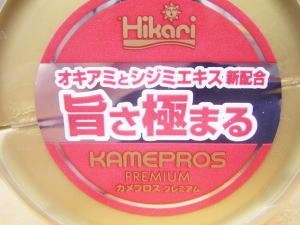 Hikari
オキアミとシジミエキス新配合
旨さ極まる
KAMEPROS
PREMIUM
カメプロス プレミアム